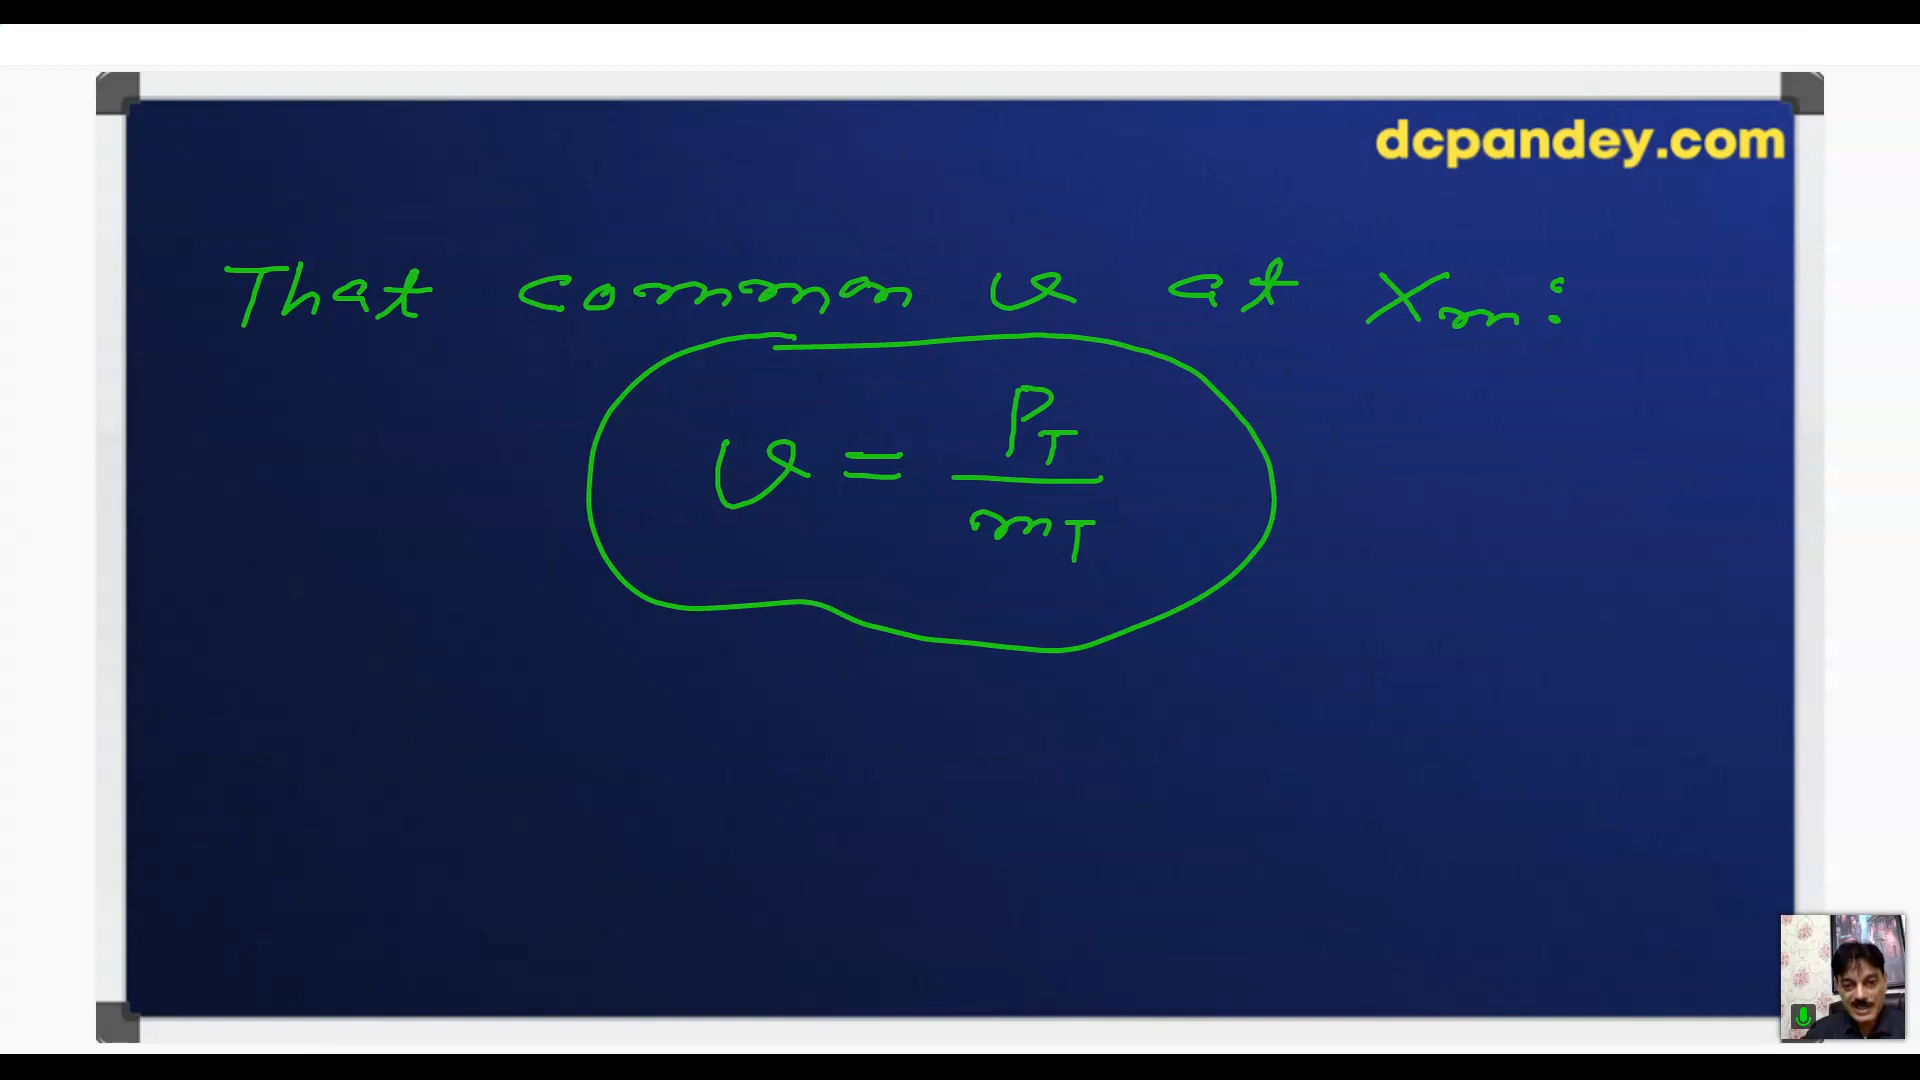 dcpandey.com
That common v at Xm:
v = PT / mT